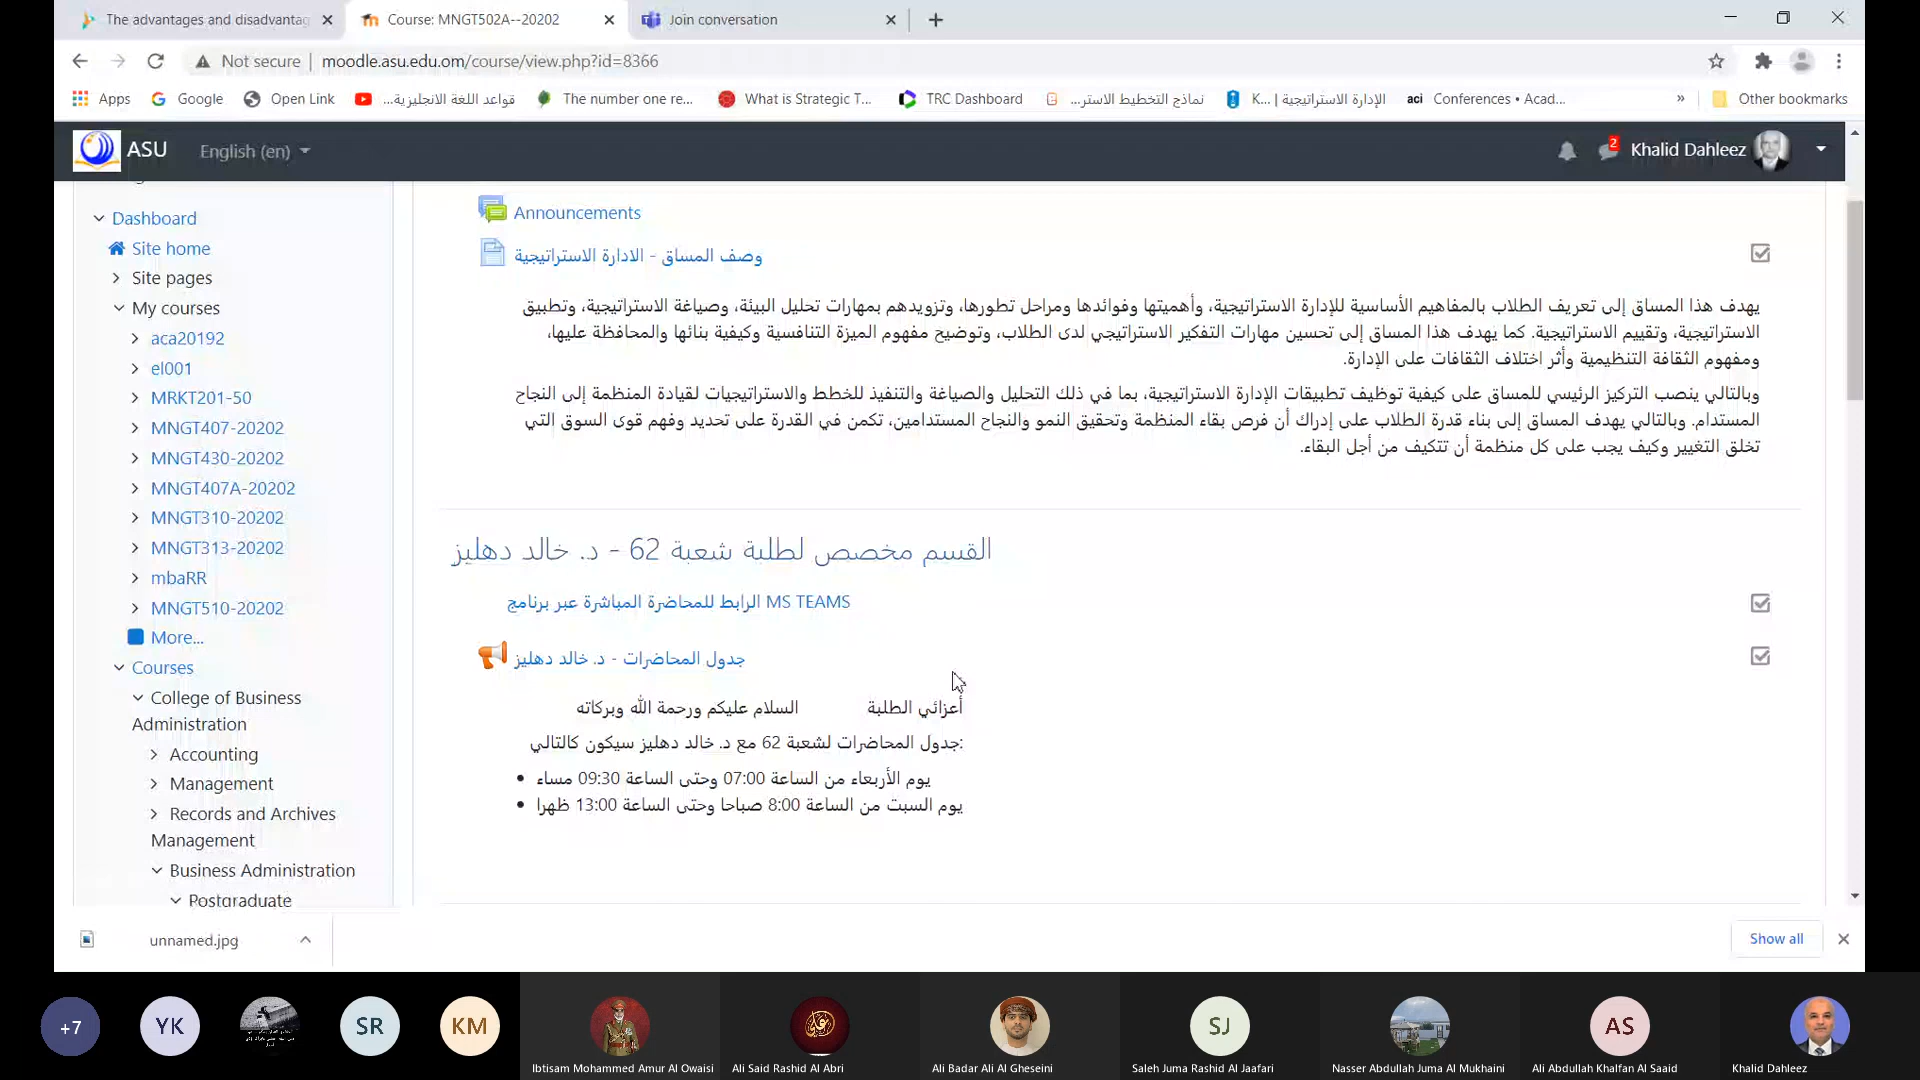 The advantages and disadvantag
Course: MNGT502A--20202
Join conversation
Not secure | moodle.asu.edu.om/course/view.php?id=8366
Apps
Google
Open Link
قواعد اللغة الانجليزية...
The number one re...
What is Strategic T...
TRC Dashboard
نماذج التخطيط الاستر...
الإدارة الاستراتيجية | K...
aci Conferences • Acad...
»
Other bookmarks
ASU
English (en)
2
Khalid Dahleez
Dashboard
Site home
Site pages
My courses
aca20192
el001
MRKT201-50
MNGT407-20202
MNGT430-20202
MNGT407A-20202
MNGT310-20202
MNGT313-20202
mbaRR
MNGT510-20202
More...
Courses
College of Business
Administration
Accounting
Management
Records and Archives
Management
Business Administration
Postgraduate
Announcements
وصف المساق - الادارة الاستراتيجية
يهدف هذا المساق إلى تعريف الطلاب بالمفاهيم الأساسية للإدارة الاستراتيجية، وأهميتها وفوائدها ومراحل تطورها، وتزويدهم بمهارات تحليل البيئة، وصياغة الاستراتيجية، وتطبيق
الاستراتيجية، وتقييم الاستراتيجية. كما يهدف هذا المساق إلى تحسين مهارات التفكير الاستراتيجي لدى الطلاب، وتوضيح مفهوم الميزة التنافسية وكيفية بنائها والمحافظة عليها،
ومفهوم الثقافة التنظيمية وأثر اختلاف الثقافات على الإدارة.
وبالتالي ينصب التركيز الرئيسي للمساق على كيفية توظيف تطبيقات الإدارة الاستراتيجية، بما في ذلك التحليل والصياغة والتنفيذ للخطط والاستراتيجيات لقيادة المنظمة إلى النجاح
المستدام. وبالتالي يهدف المساق إلى بناء قدرة الطلاب على إدراك أن فرص بقاء المنظمة وتحقيق النمو والنجاح المستدامين، تكمن في القدرة على تحديد وفهم قوى السوق التي
تخلق التغيير وكيف يجب على كل منظمة أن تتكيف من أجل البقاء.
القسم مخصص لطلبة شعبة 62 - د. خالد دهليز
الرابط للمحاضرة المباشرة عبر برنامج MS TEAMS
جدول المحاضرات - د. خالد دهليز
أعزائي الطلبة السلام عليكم ورحمة الله وبركاته
جدول المحاضرات لشعبة 62 مع د. خالد دهليز سيكون كالتالي:
يوم الأربعاء من الساعة 07:00 وحتى الساعة 09:30 مساء
يوم السبت من الساعة 8:00 صباحا وحتى الساعة 13:00 ظهرا
unnamed.jpg
Show all
+7
YK
SR
KM
SJ
AS
Ibtisam Mohammed Amur Al Owaisi
Ali Said Rashid Al Abri
Ali Badar Ali Al Gheseini
Saleh Juma Rashid Al Jaafari
Nasser Abdullah Juma Al Mukhaini
Ali Abdullah Khalfan Al Saaid
Khalid Dahleez